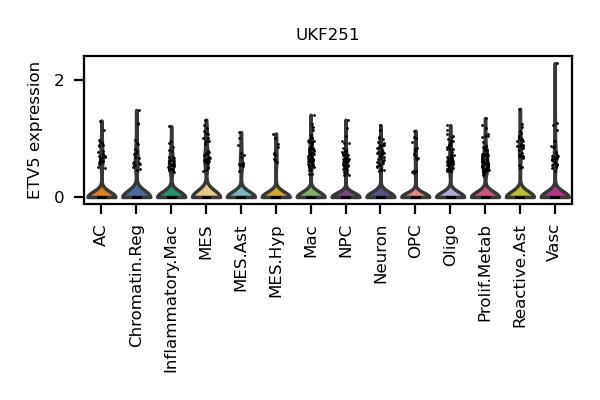 UKF251
ETV5 expression
2
0
AC
Chromatin.Reg
Inflammatory.Mac
MES
MES.Ast
MES.Hyp
Mac
NPC
Neuron
OPC
Oligo
Prolif.Metab
Reactive.Ast
Vasc